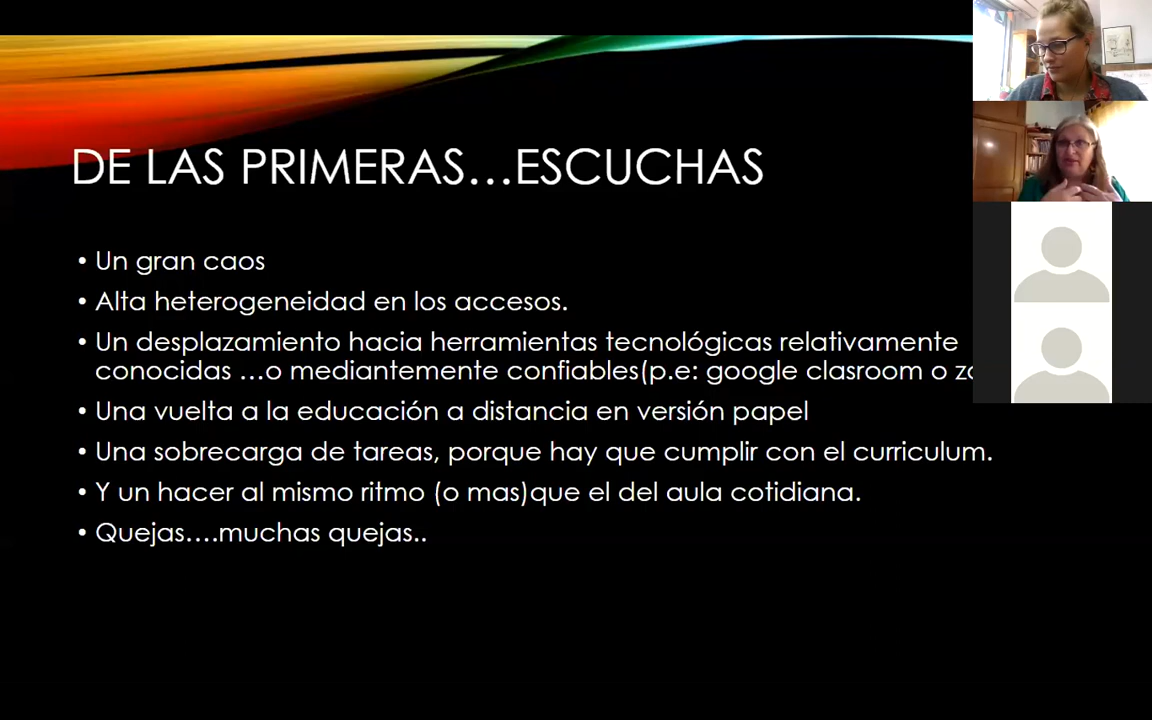 DE LAS PRIMERAS...ESCUCHAS
• Un gran caos
• Alta heterogeneidad en los accesos.
• Un desplazamiento hacia herramientas tecnológicas relativamente
conocidas ...o mediantemente confiables(p.e: google clasroom o
• Una vuelta a la educación a distancia en versión papel
• Una sobrecarga de tareas, porque hay que cumplir con el curriculum.
• Y un hacer al mismo ritmo (o mas)que el del aula cotidiana.
• Quejas....muchas quejas..